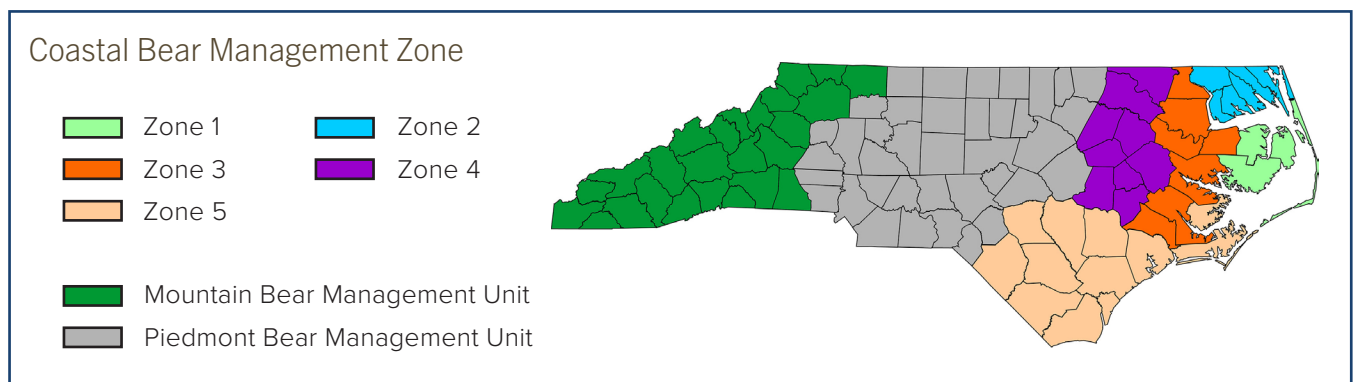 Coastal Bear Management Zone
Zone 1
Zone 2
Zone 3
Zone 4
Zone 5
Mountain Bear Management Unit
Piedmont Bear Management Unit